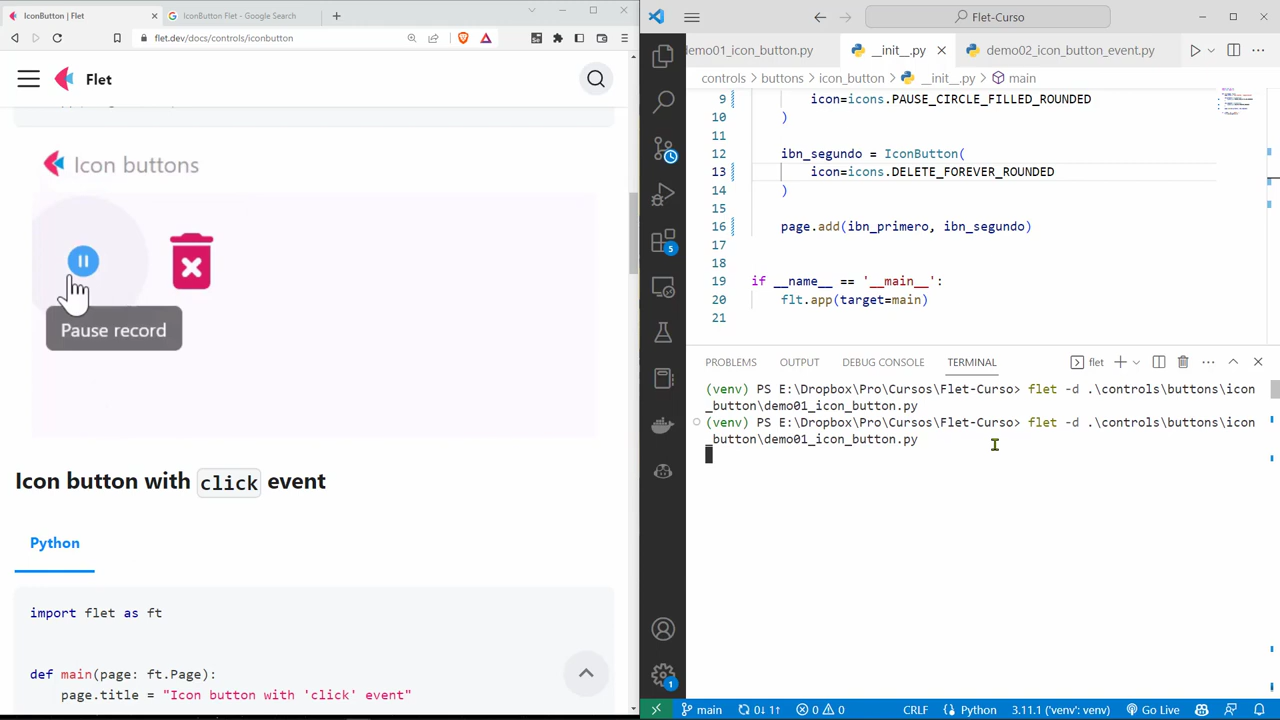 IconButton | Flet
IconButton Flet - Google Search
flet.dev/docs/controls/iconbutton
Flet
Icon buttons
Pause record
Icon button with click event
Python
import flet as ft
def main(page: ft.Page):
page.title = "Icon button with 'click' event"
Flet-Curso
demo01_icon_button.py
__init__.py
demo02_icon_button_event.py
controls > buttons > icon_button > __init__.py > main
9 icon=icons.PAUSE_CIRCLE_FILLED_ROUNDED
10 )
11
12 ibn_segundo = IconButton(
13 icon=icons.DELETE_FOREVER_ROUNDED
14 )
15
16 page.add(ibn_primero, ibn_segundo)
17
18
19 if __name__ == '__main__':
20 flt.app(target=main)
21
PROBLEMS OUTPUT DEBUG CONSOLE TERMINAL flet
(venv) PS E:\Dropbox\Pro\Cursos\Flet-Curso> flet -d .\controls\buttons\icon
_button\demo01_icon_button.py
(venv) PS E:\Dropbox\Pro\Cursos\Flet-Curso> flet -d .\controls\buttons\icon
_button\demo01_icon_button.py
5
1
main 0↓ 1↑ 0 0 CRLF Python 3.11.1 ('venv': venv) Go Live